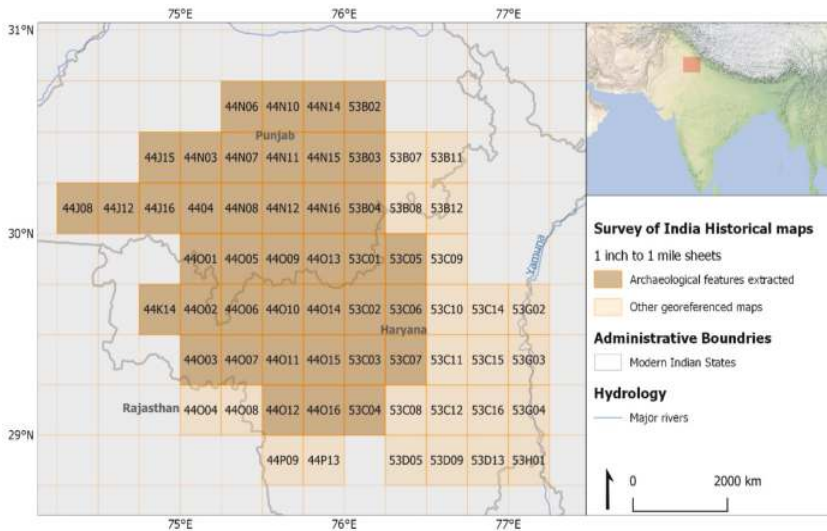 75°E 76°E 77°E
31°N
44N06 44N10 44N14 53B02
Punjab
44J15 44N03 44N07 44N11 44N15 53B03 53B07 53B11
44J08 44J12 44J16 4404 44N08 44N12 44N16 53B04 53B08 53B12
30°N
44O01 44O05 44O09 44O13 53C01 53C05 53C09
Yamuna
44K14 44O02 44O06 44O10 44O14 53C02 53C06 53C10 53C14 53G02
Haryana
44O03 44O07 44O11 44O15 53C03 53C07 53C11 53C15 53G03
Rajasthan 44O04 44O08 44O12 44O16 53C04 53C08 53C12 53C16 53G04
29°N
44P09 44P13 53D05 53D09 53D13 53H01
75°E 76°E 77°E
Survey of India Historical maps
1 inch to 1 mile sheets
Archaeological features extracted
Other georeferenced maps
Administrative Boundries
Modern Indian States
Hydrology
Major rivers
0 2000 km